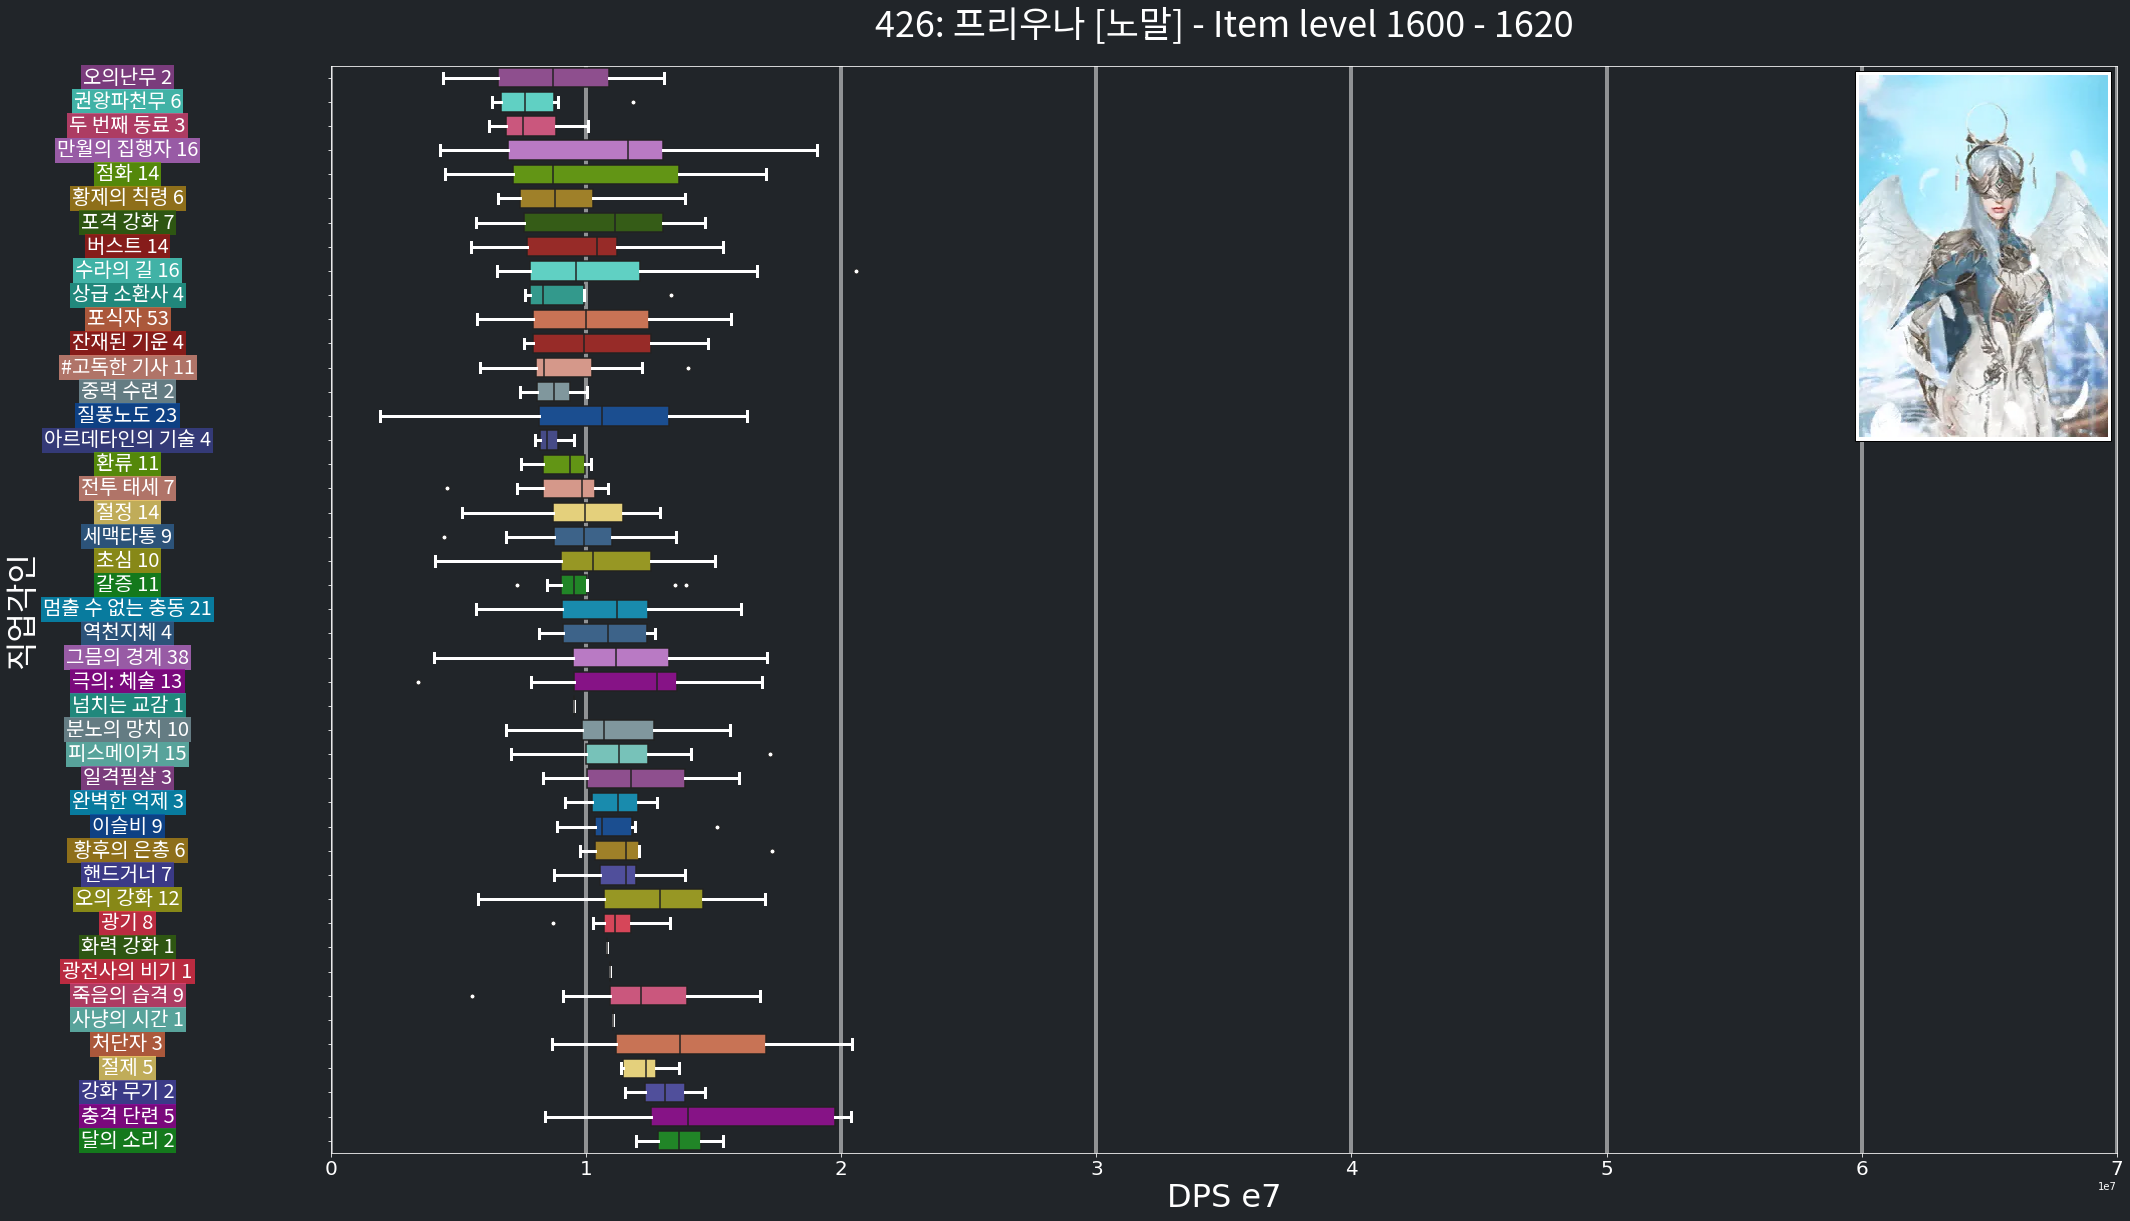 426: 프리우나 [노말] - Item level 1600 - 1620
오의난무 2
권왕파천무 6
두 번째 동료 3
만월의 집행자 16
점화 14
황제의 칙령 6
포격 강화 7
버스트 14
수라의 길 16
상급 소환사 4
포식자 53
잔재된 기운 4
#고독한 기사 11
중력 수련 2
질풍노도 23
아르데타인의 기술 4
환류 11
전투 태세 7
절정 14
세맥타통 9
초심 10
갈증 11
멈출 수 없는 충동 21
역천지체 4
그믐의 경계 38
극의: 체술 13
넘치는 교감 1
분노의 망치 10
피스메이커 15
일격필살 3
완벽한 억제 3
이슬비 9
황후의 은총 6
핸드거너 7
오의 강화 12
광기 8
화력 강화 1
광전사의 비기 1
죽음의 습격 9
사냥의 시간 1
처단자 3
절제 5
강화 무기 2
충격 단련 5
달의 소리 2
직업각인
0 1 2 3 4 5 6 7
1e7
DPS e7